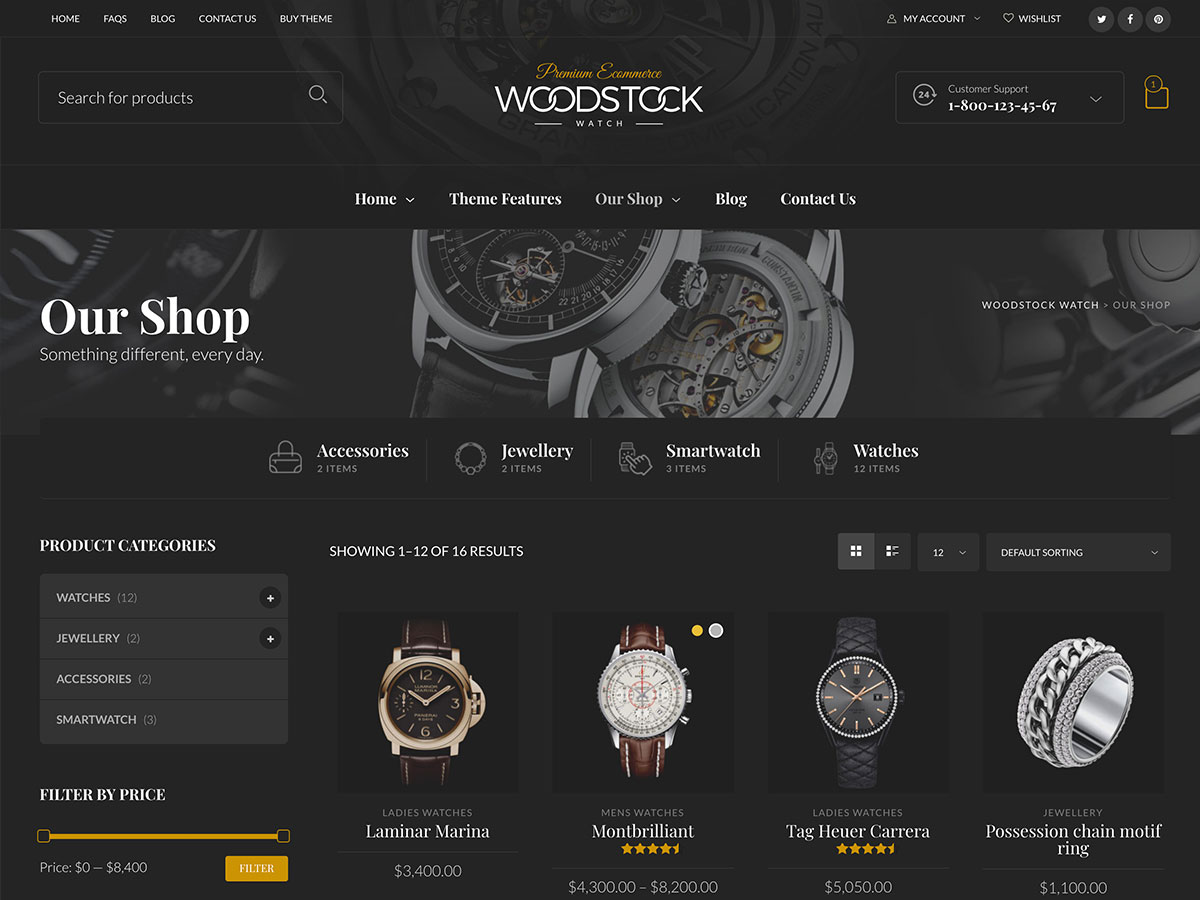 HOME FAQS BLOG CONTACT US BUY THEME
MY ACCOUNT WISHLIST
Search for products
Premium Ecommerce
WOODSTOCK
WATCH
24
Customer Support
1-800-123-45-67
1
Home Theme Features Our Shop Blog Contact Us
Our Shop
Something different, every day.
WOODSTOCK WATCH > OUR SHOP
Accessories
2 ITEMS
Jewellery
2 ITEMS
Smartwatch
3 ITEMS
Watches
12 ITEMS
PRODUCT CATEGORIES
WATCHES (12)
JEWELLERY (2)
ACCESSORIES (2)
SMARTWATCH (3)
FILTER BY PRICE
Price: $0 — $8,400
FILTER
SHOWING 1–12 OF 16 RESULTS
12
DEFAULT SORTING
LUMINOR
MARINA
PANERAI
LADIES WATCHES
Laminar Marina
$3,400.00
MENS WATCHES
Montbrilliant
$4,300.00 – $8,200.00
LADIES WATCHES
Tag Heuer Carrera
$5,050.00
JEWELLERY
Possession chain motif
ring
$1,100.00